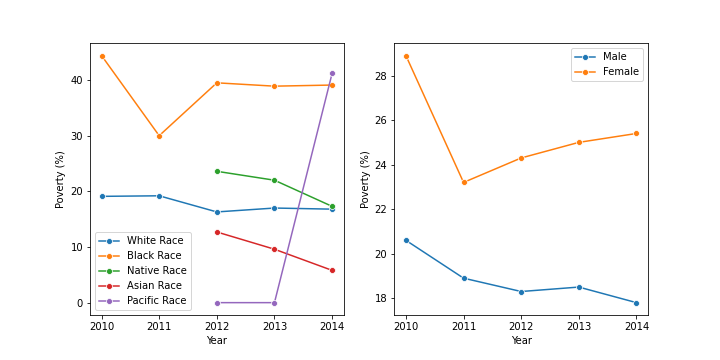 Poverty (%)
40
30
20
10
0
White Race
Black Race
Native Race
Asian Race
Pacific Race
2010 2011 2012 2013 2014
Year
Poverty (%)
28
26
24
22
20
18
Male
Female
2010 2011 2012 2013 2014
Year